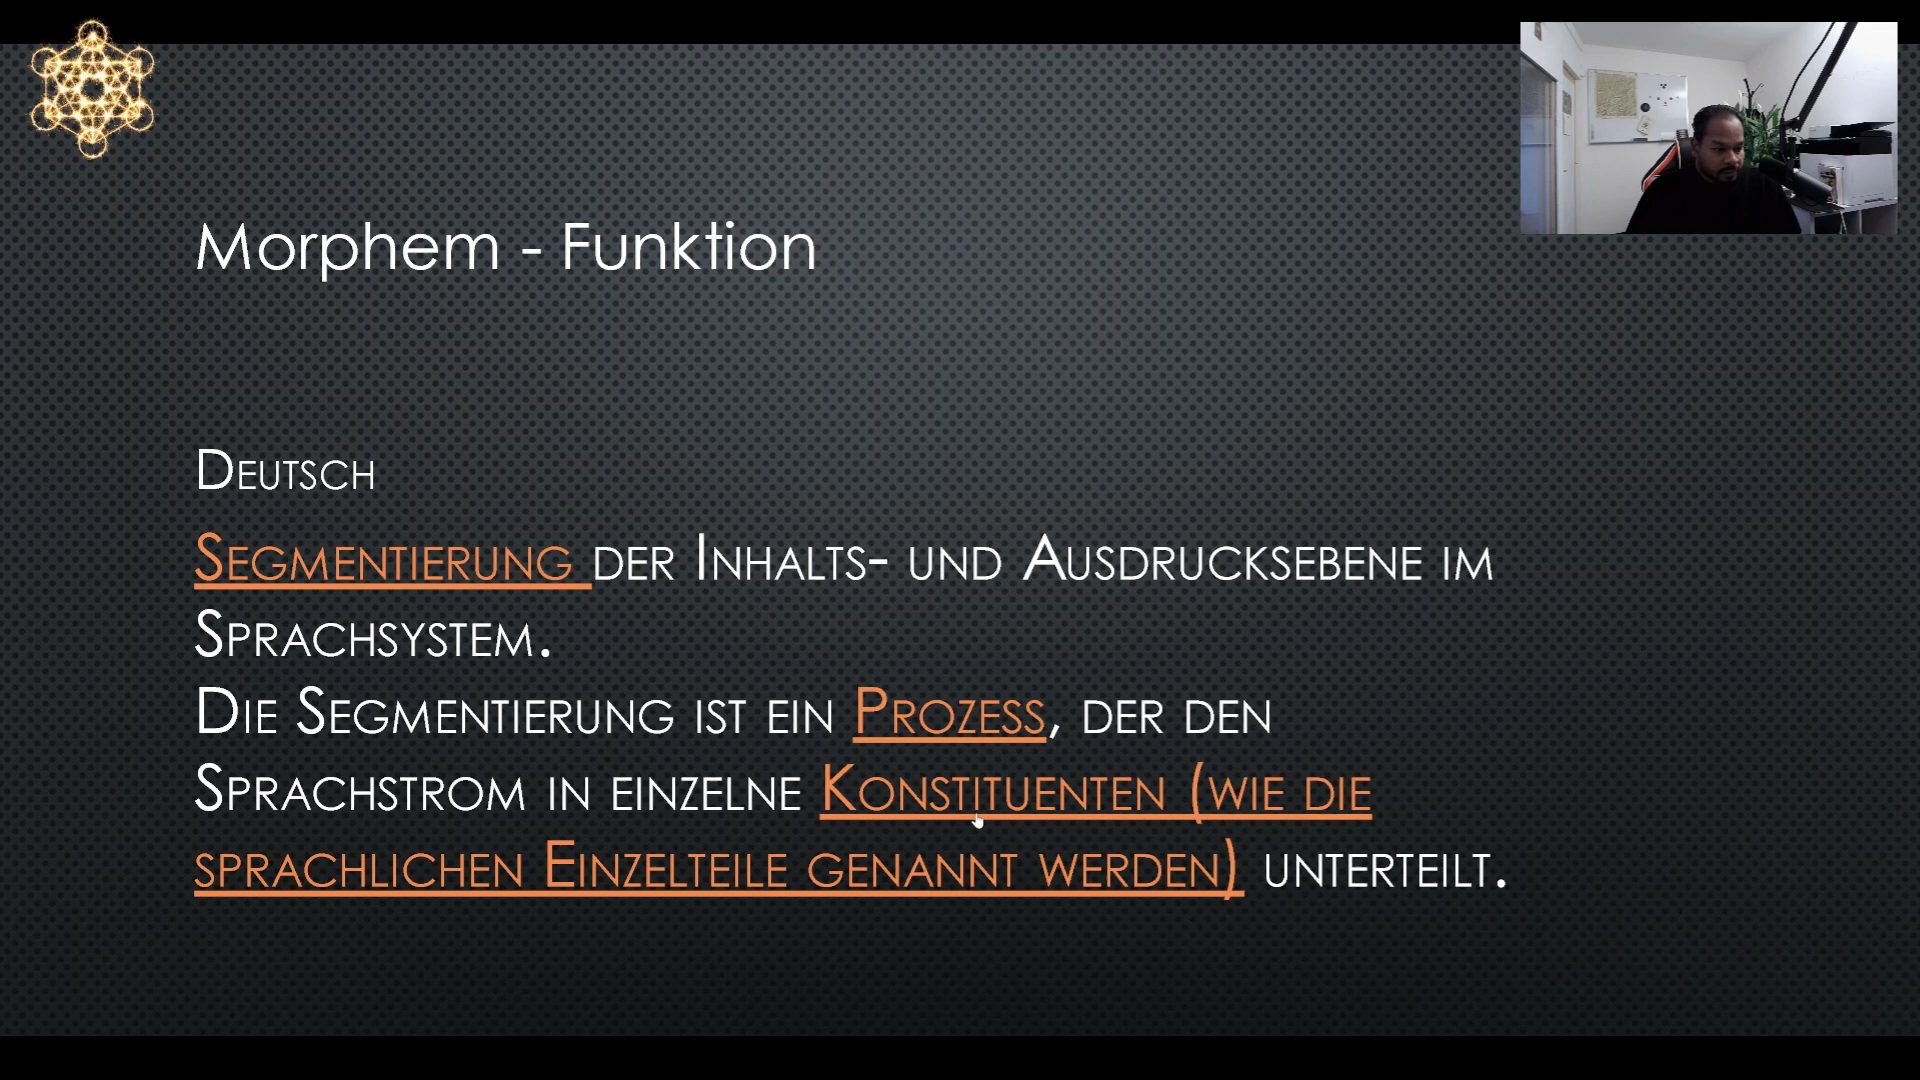 Morphem - Funktion
Deutsch
Segmentierung der Inhalts- und Ausdrucksebene im
Sprachsystem.
Die Segmentierung ist ein Prozess, der den
Sprachstrom in einzelne Konstituenten (wie die
sprachlichen Einzelteile genannt werden) unterteilt.